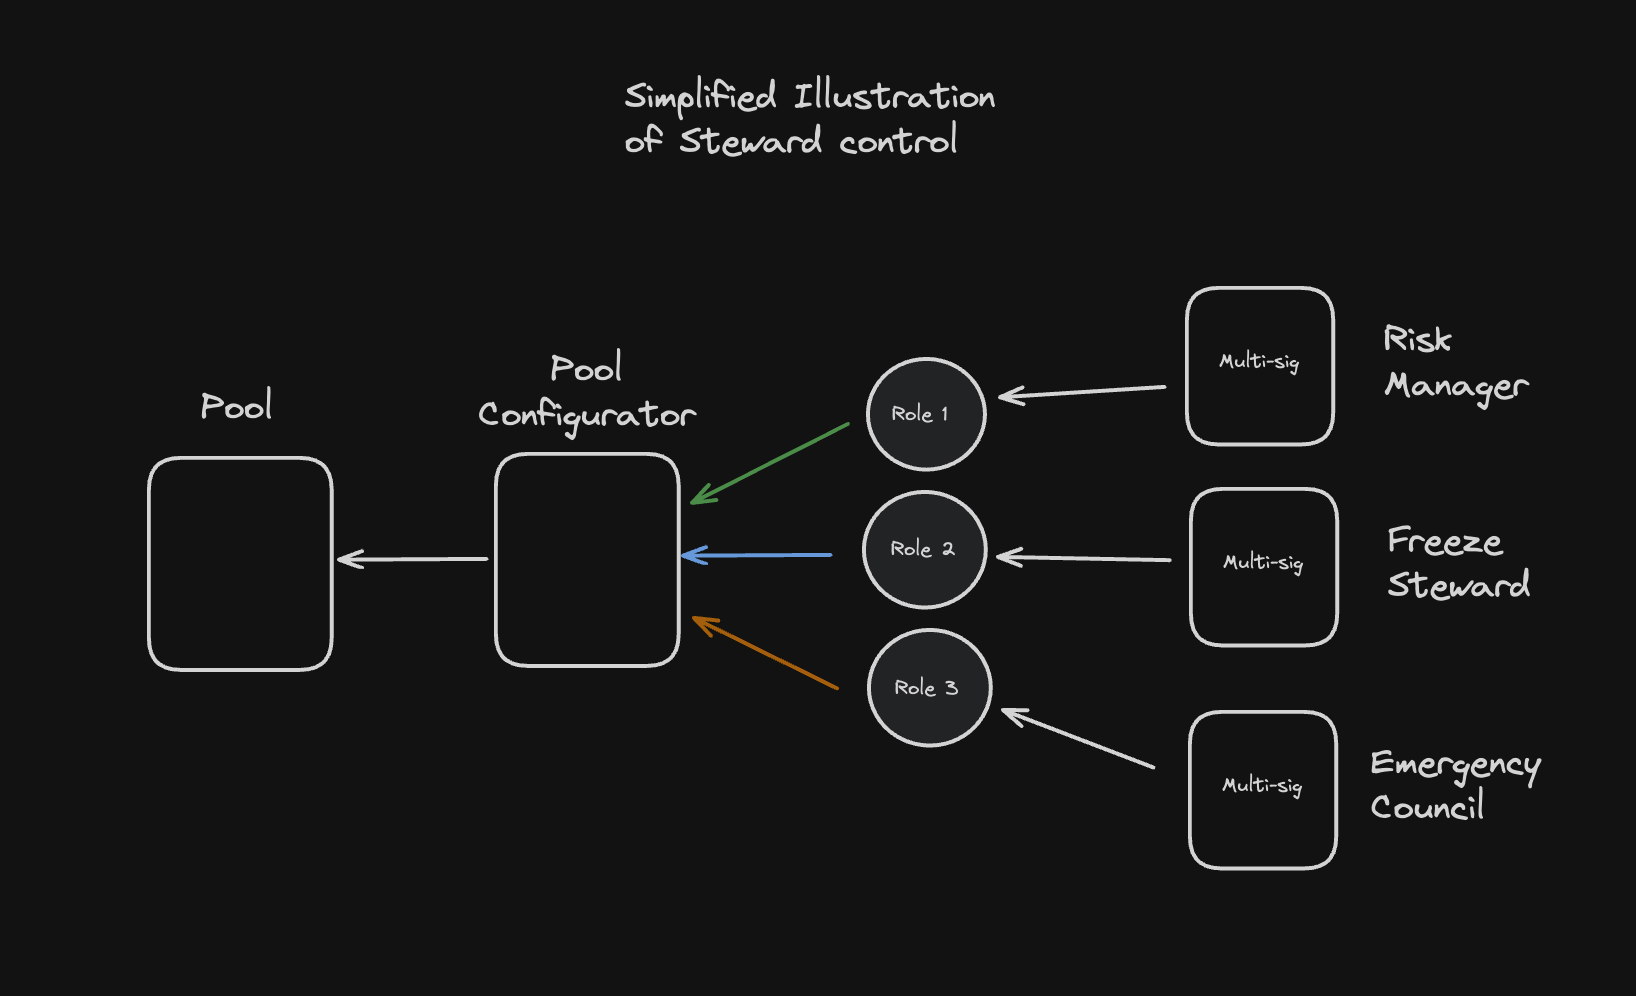 Simplified Illustration
of Steward control
Pool
Pool
Configurator
Role 1
Role 2
Role 3
Multi-sig
Risk
Manager
Multi-sig
Freeze
Steward
Multi-sig
Emergency
Council